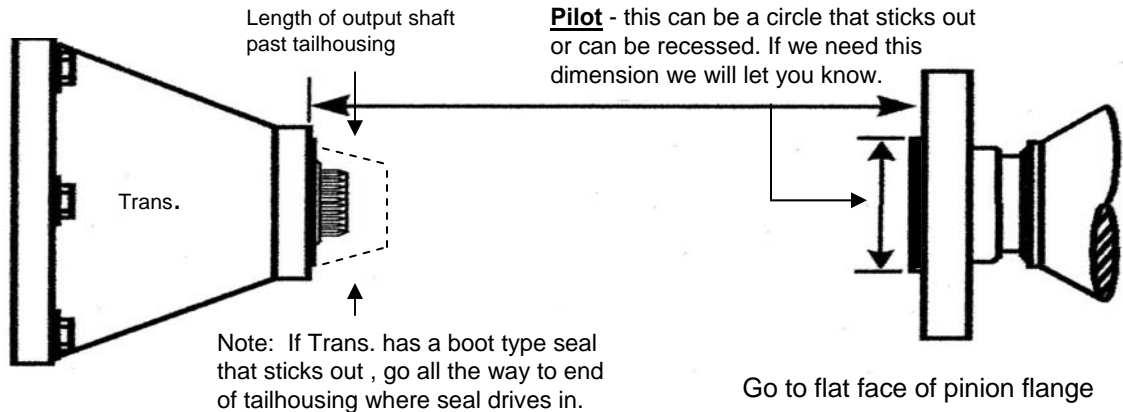 Length of output shaft
past tailhousing
Pilot - this can be a circle that sticks out
or can be recessed. If we need this
dimension we will let you know.
Trans.
Note: If Trans. has a boot type seal
that sticks out , go all the way to end
of tailhousing where seal drives in.
Go to flat face of pinion flange